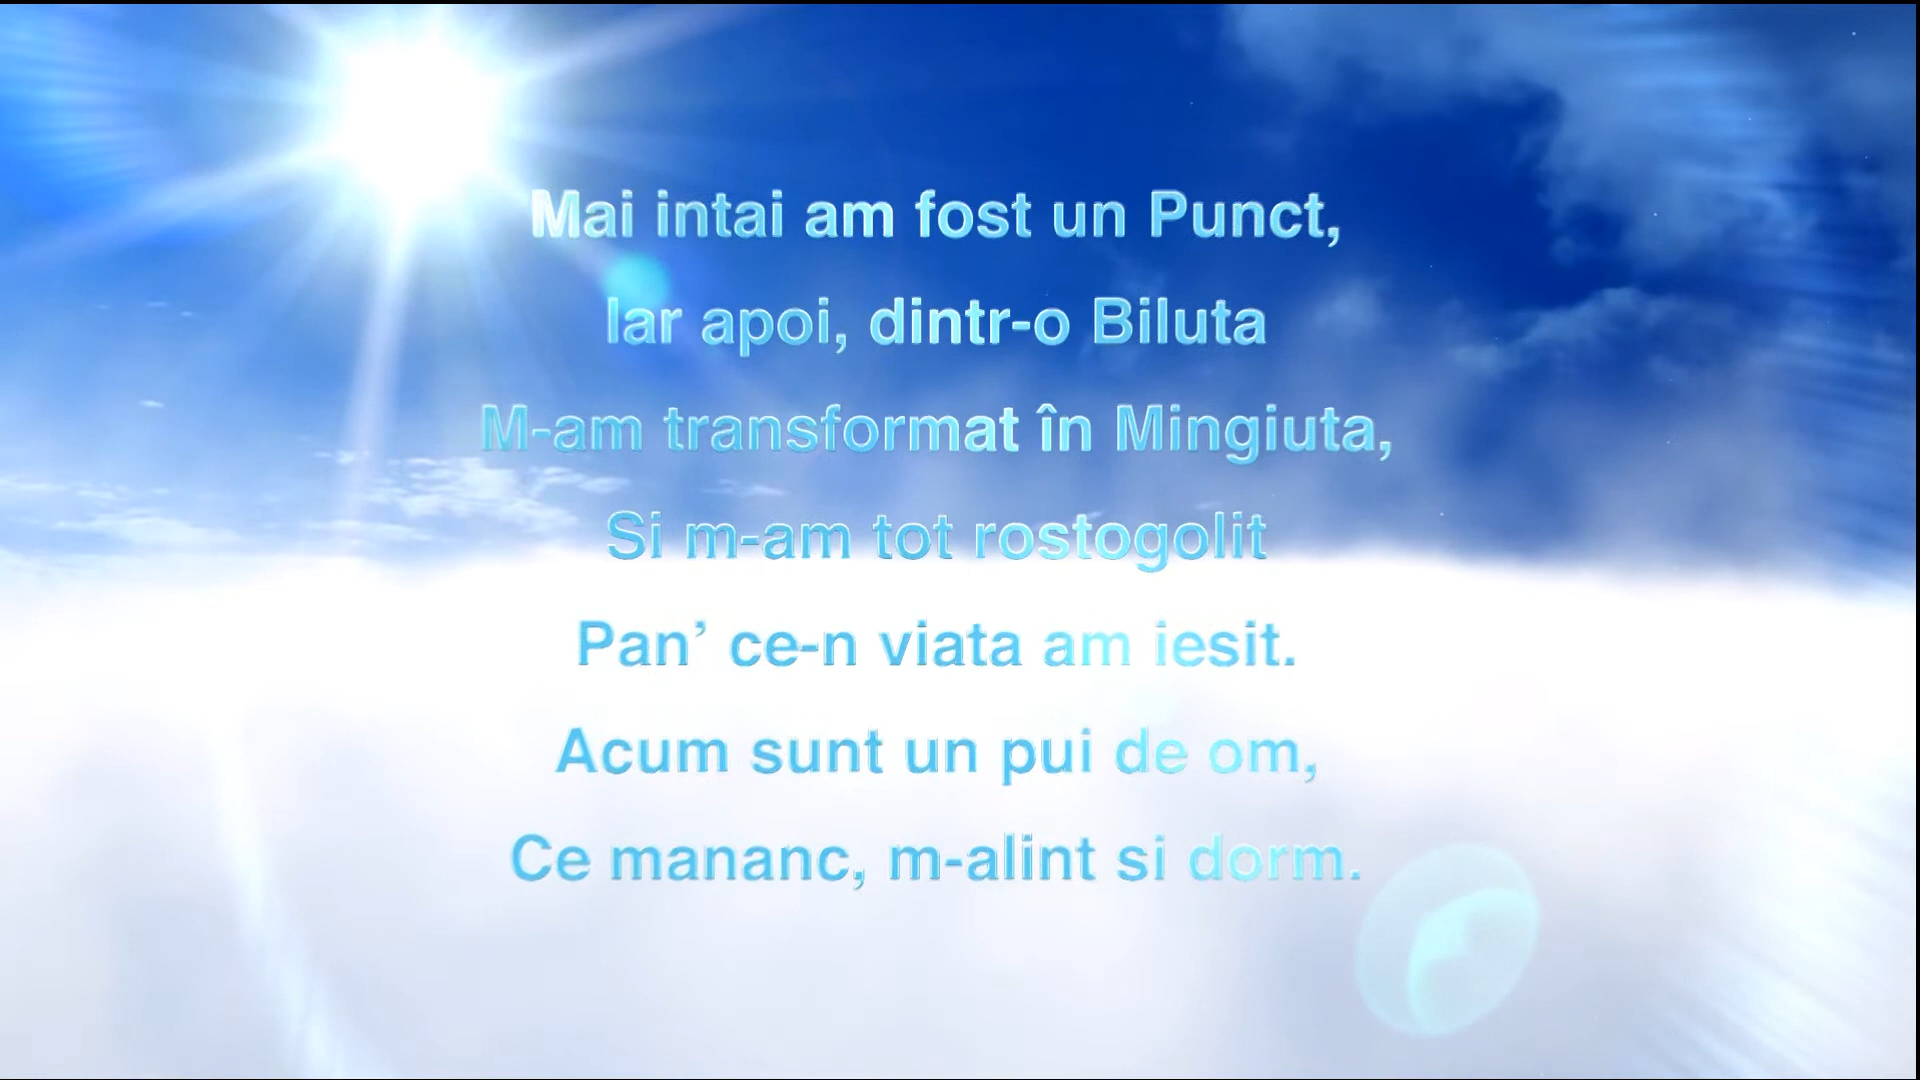 Mai intai am fost un Punct,
Iar apoi, dintr-o Biluta
M-am transformat în Mingiuta,
Si m-am tot rostogolit
Pan’ ce-n viata am iesit.
Acum sunt un pui de om,
Ce mananc, m-alint si dorm.